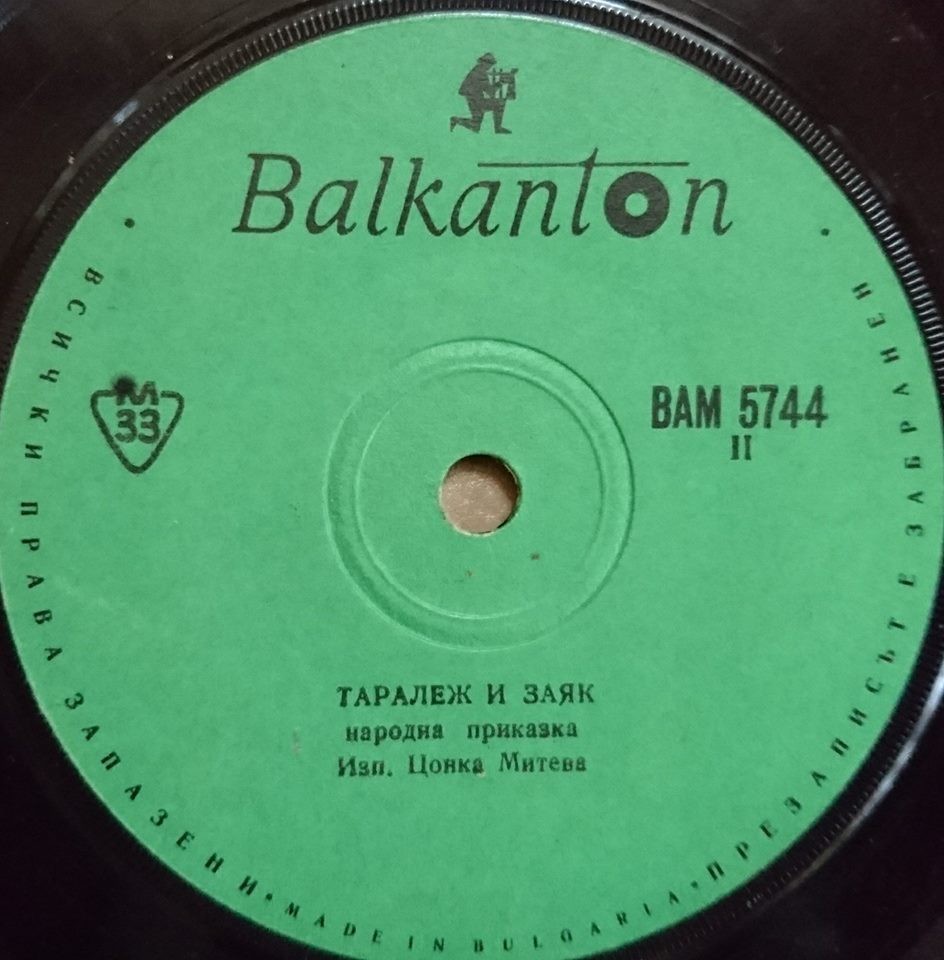 Balkanton
M
33
ВАМ 5744
II
ТАРАЛЕЖ И ЗАЯК
народна приказка
Изп. Цонка Митева
• ВСИЧКИ ПРАВА ЗАПАЗЕНИ • MADE IN BULGARIA • ПРЕЗАПИСЪТ Е ЗАБРАНЕН •